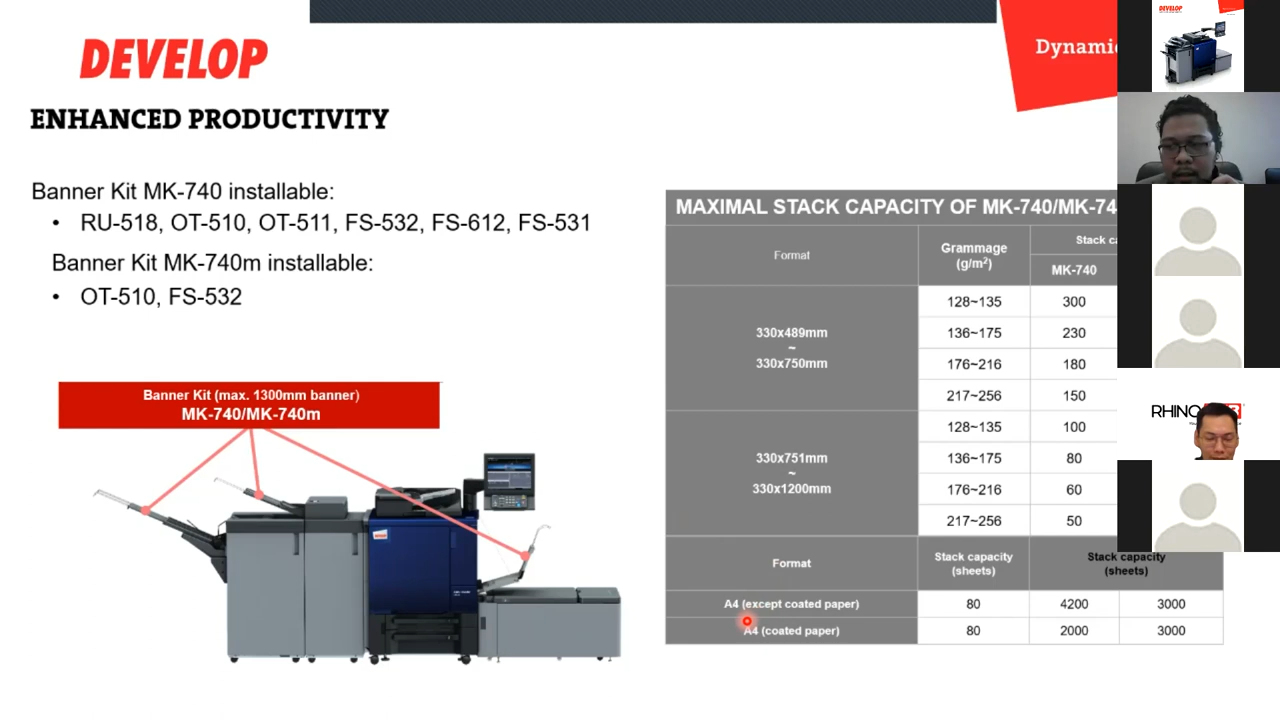 DEVELOP
Dynamic
ENHANCED PRODUCTIVITY
Banner Kit MK-740 installable:
• RU-518, OT-510, OT-511, FS-532, FS-612, FS-531
Banner Kit MK-740m installable:
• OT-510, FS-532
Banner Kit (max. 1300mm banner)
MK-740/MK-740m
MAXIMAL STACK CAPACITY OF MK-740/MK-74
Format
Grammage
(g/m²)
Stack ca
MK-740
330x489mm
~
330x750mm
128~135 300
136~175 230
176~216 180
217~256 150
330x751mm
~
330x1200mm
128~135 100
136~175 80
176~216 60
217~256 50
Format
Stack capacity
(sheets)
Stack capacity
(sheets)
A4 (except coated paper) 80 4200 3000
A4 (coated paper) 80 2000 3000
DEVELOP
RHINO